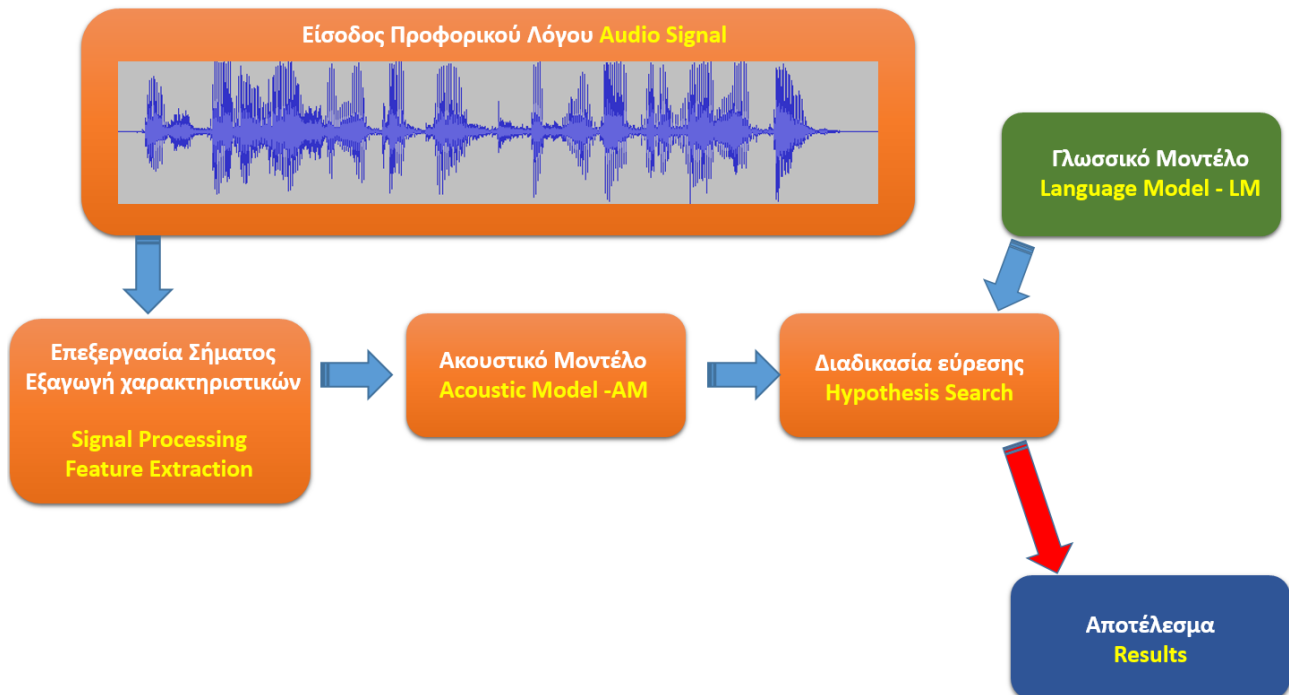 Είσοδος Προφορικού Λόγου Audio Signal
Γλωσσικό Μοντέλο
Language Model - LM
Επεξεργασία Σήματος
Εξαγωγή χαρακτηριστικών
Signal Processing
Feature Extraction
Ακουστικό Μοντέλο
Acoustic Model -AM
Διαδικασία εύρεσης
Hypothesis Search
Αποτέλεσμα
Results